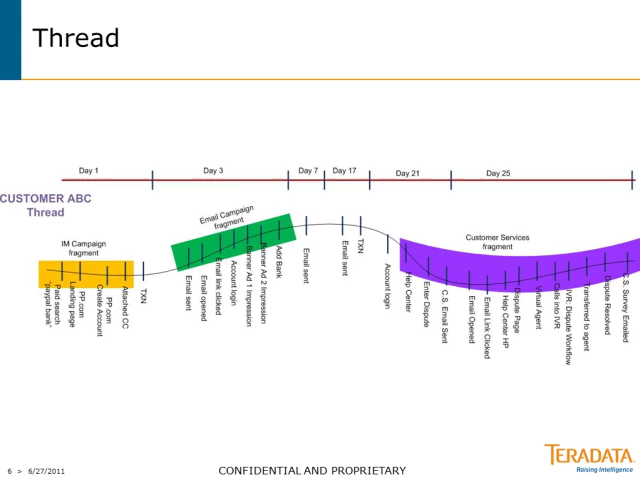 Thread
Day 1
Day 3
Day 7
Day 17
Day 21
Day 25
CUSTOMER ABC
Thread
IM Campaign
fragment
Email Campaign
fragment
Customer Services
fragment
Paid search
"paypal bank"
Landing page
PP.com
Create Account
PP.com
Attached CC
TXN
Email sent
Email opened
Email link clicked
Account login
Banner Ad 1 Impression
Banner Ad 2 Impression
Add Bank
Email sent
Email sent
TXN
Account login
Help Center
Enter Dispute
C.S. Email Sent
Email Opened
Email Link Clicked
Help Center HP
Dispute Page
Virtual Agent
Calls into IVR
IVR: Dispute Workflow
Transferred to agent
Dispute Resolved
C.S. Survey Emailed
6 > 6/27/2011
CONFIDENTIAL AND PROPRIETARY
TERADATA
Raising Intelligence